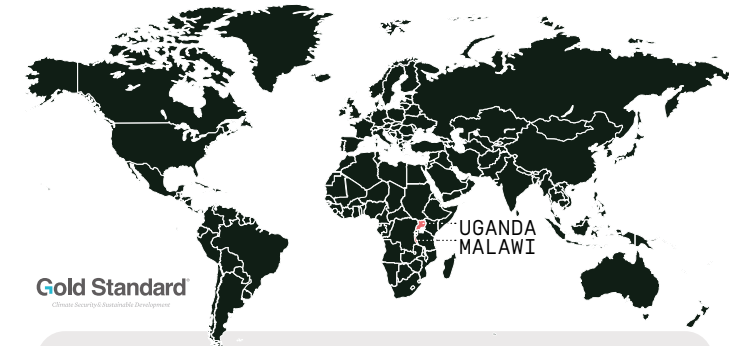 UGANDA
MALAWI
Gold Standard®
Climate Security & Sustainable Development